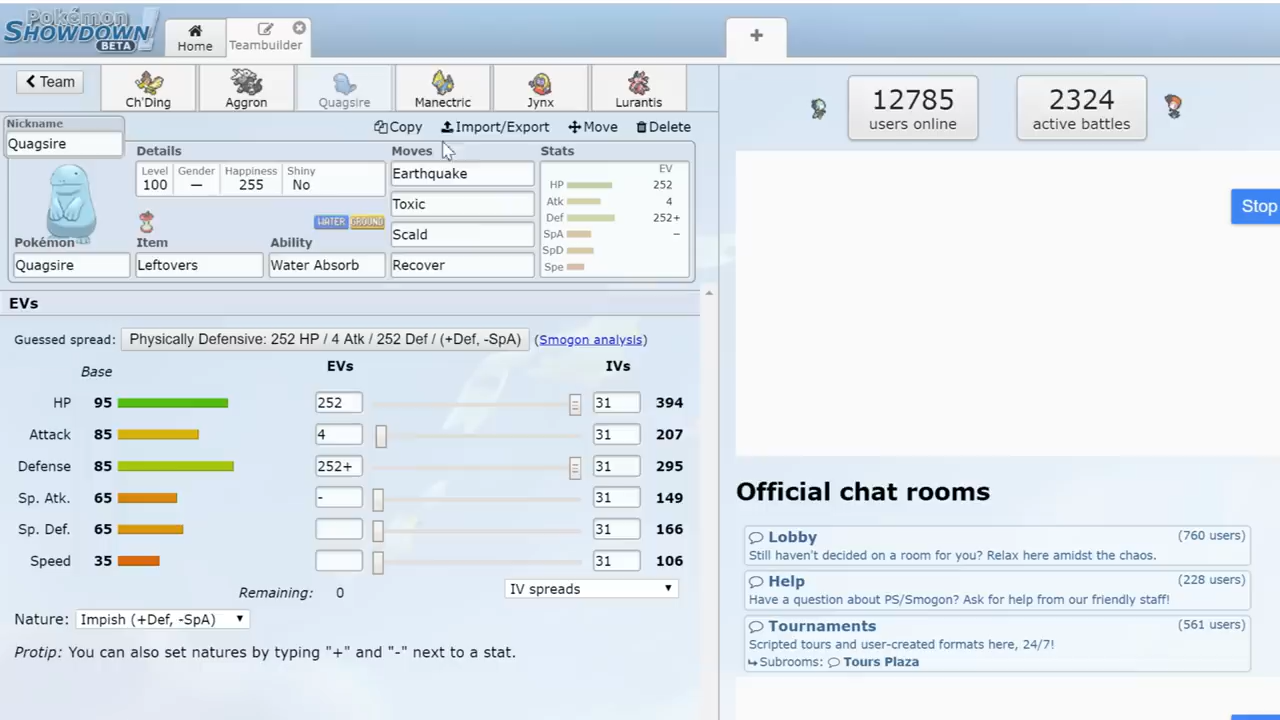 Pokémon
SHOWDOWN!
BETA
Home
Teambuilder
+
< Team
Ch'Ding
Aggron
Quagsire
Manectric
Jynx
Lurantis
12785
users online
2324
active battles
Nickname
Quagsire
Copy
Import/Export
Move
Delete
Details
Level
100
Gender
—
Happiness
255
Shiny
No
WATER GROUND
Pokémon
Quagsire
Item
Leftovers
Ability
Water Absorb
Moves
Earthquake
Toxic
Scald
Recover
Stats
EV
HP 252
Atk 4
Def 252+
SpA –
SpD
Spe
Stop
EVs
Guessed spread: Physically Defensive: 252 HP / 4 Atk / 252 Def / (+Def, -SpA) (Smogon analysis)
Base EVs IVs
HP 95 252 31 394
Attack 85 4 31 207
Defense 85 252+ 31 295
Sp. Atk. 65 - 31 149
Sp. Def. 65 31 166
Speed 35 31 106
Remaining: 0
IV spreads
Nature: Impish (+Def, -SpA)
Protip: You can also set natures by typing "+" and "-" next to a stat.
Official chat rooms
Lobby (760 users)
Still haven't decided on a room for you? Relax here amidst the chaos.
Help (228 users)
Have a question about PS/Smogon? Ask for help from our friendly staff!
Tournaments (561 users)
Scripted tours and user-created formats here, 24/7!
Subrooms: Tours Plaza